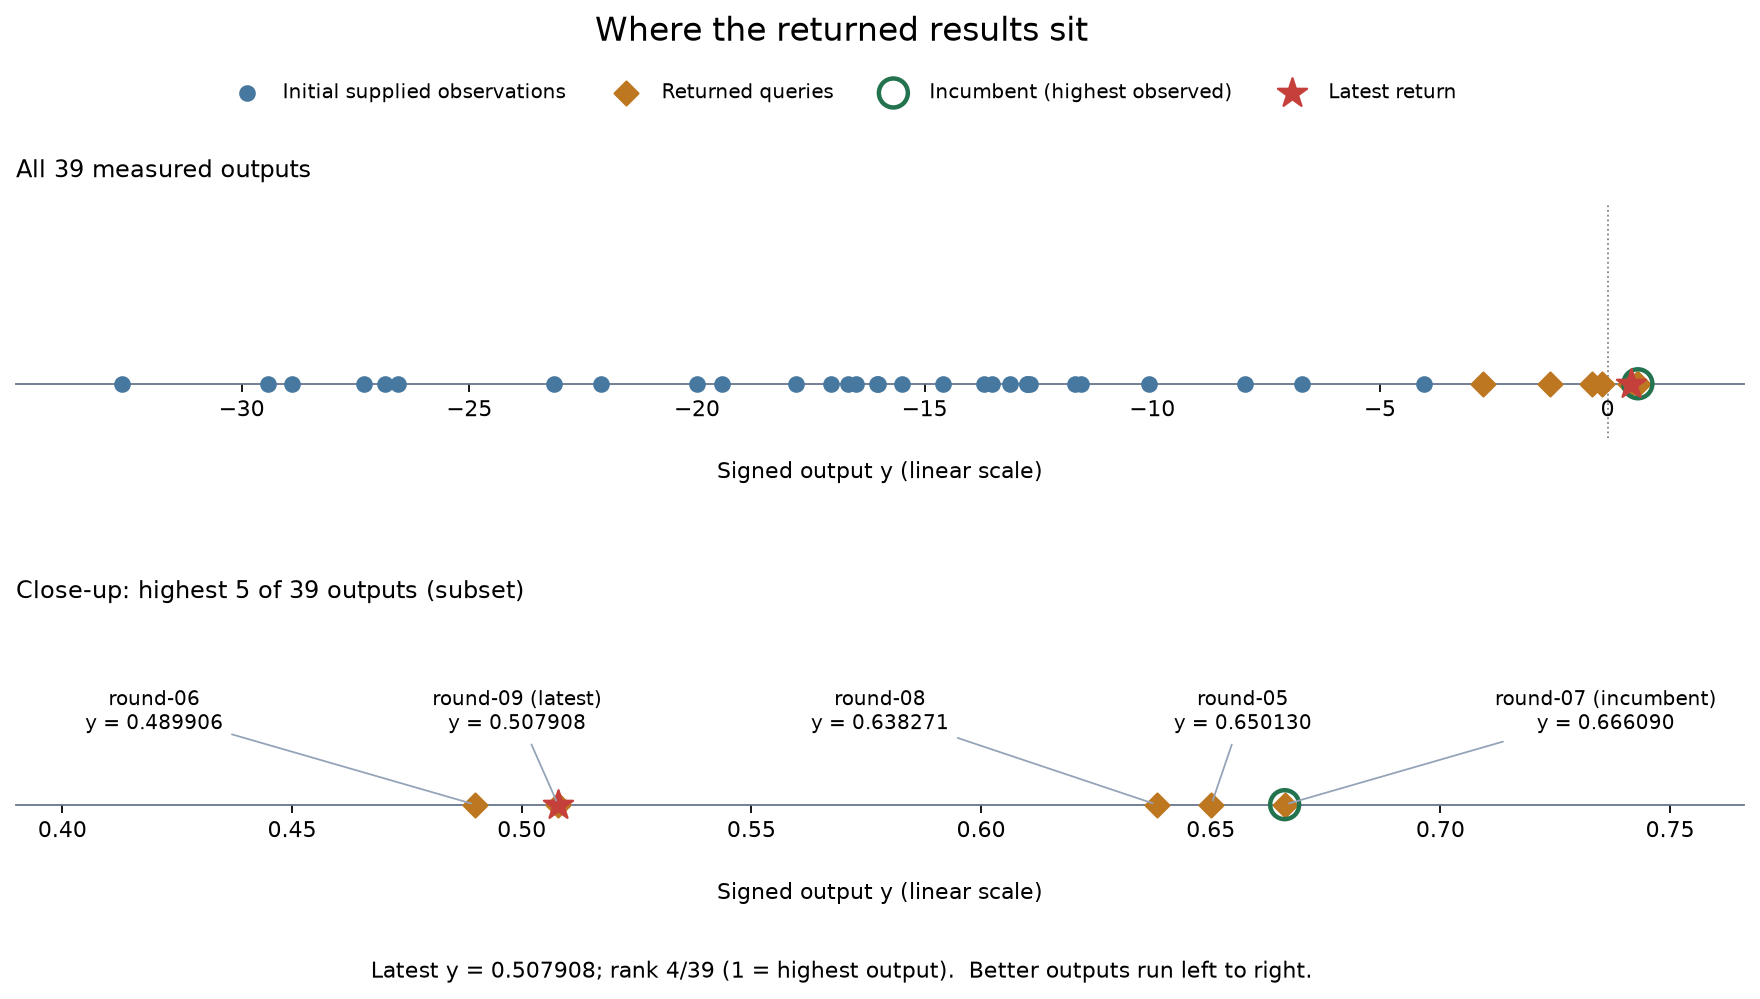 Where the returned results sit
Initial supplied observations
Returned queries
Incumbent (highest observed)
Latest return
All 39 measured outputs
−30
−25
−20
−15
−10
−5
0
Signed output y (linear scale)
Close-up: highest 5 of 39 outputs (subset)
round-06
y = 0.489906
round-09 (latest)
y = 0.507908
round-08
y = 0.638271
round-05
y = 0.650130
round-07 (incumbent)
y = 0.666090
0.40
0.45
0.50
0.55
0.60
0.65
0.70
0.75
Signed output y (linear scale)
Latest y = 0.507908; rank 4/39 (1 = highest output).  Better outputs run left to right.